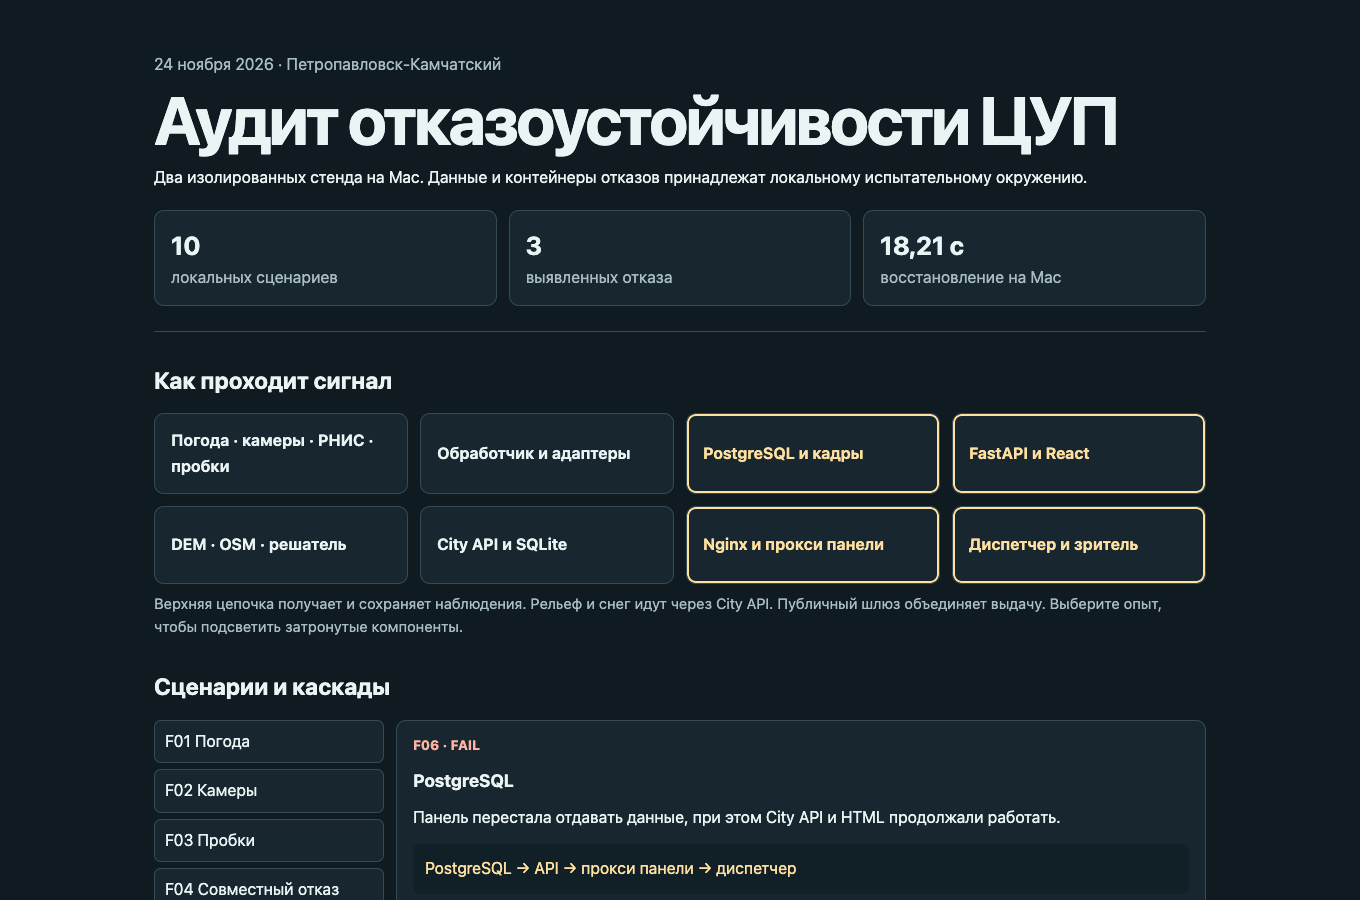 24 ноября 2026 · Петропавловск-Камчатский
Аудит отказоустойчивости ЦУП
Два изолированных стенда на Mac. Данные и контейнеры отказов принадлежат локальному испытательному окружению.
10
локальных сценариев
3
выявленных отказа
18,21 с
восстановление на Mac
Как проходит сигнал
Погода · камеры · РНИС ·
пробки
Обработчик и адаптеры
PostgreSQL и кадры
FastAPI и React
DEM · OSM · решатель
City API и SQLite
Nginx и прокси панели
Диспетчер и зритель
Верхняя цепочка получает и сохраняет наблюдения. Рельеф и снег идут через City API. Публичный шлюз объединяет выдачу. Выберите опыт,
чтобы подсветить затронутые компоненты.
Сценарии и каскады
F01 Погода
F02 Камеры
F03 Пробки
F04 Совместный отказ
F06 · FAIL
PostgreSQL
Панель перестала отдавать данные, при этом City API и HTML продолжали работать.
PostgreSQL → API → прокси панели → диспетчер